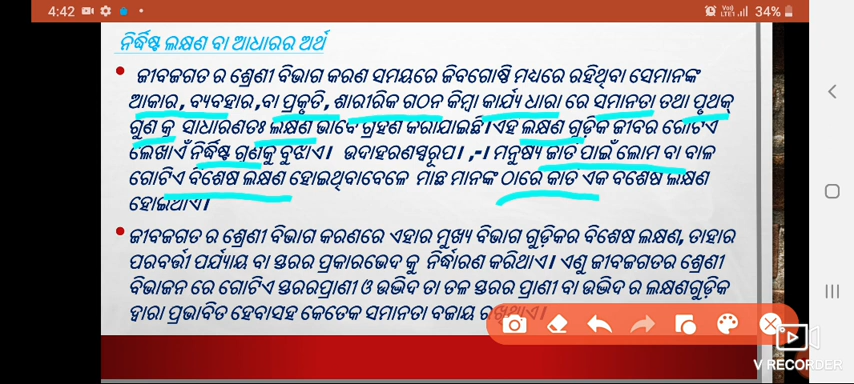 4:42
Vo)
LTE1
34%
ନିର୍ଦ୍ଧିଷ୍ଟ ଲକ୍ଷଣ ବା ଆଧାରର ଅର୍ଥ
ଜୀବଜଗତ ର ଶ୍ରେଣୀ ବିଭାଗ କରଣ ସମୟରେ ଜିବଗୋଷ୍ଠି ମଧ୍ୟରେ ରହିଥିବା ସେମାନଙ୍କ
ଆକାର , ବ୍ୟବହାର ,ବା ପ୍ରକୃତି , ଶାରୀରିକ ଗଠନ କିମ୍ବା କାର୍ଯ୍ୟ ଧାରା ରେ ସମାନତା ତଥା ପୃଥକ୍
ଗୁଣ କୁ ସାଧାରଣତଃ ଲକ୍ଷଣ ଭାବେ ଗ୍ରହଣ କରାଯାଇଛି ।ଏହି ଲକ୍ଷଣ ଗୁଡ଼ିକ ଜୀବର ଗୋଟିଏ
ଲେଖାଏଁ ନିର୍ଦ୍ଧିଷ୍ଟ ଗୁଣକୁ ବୁଝାଏ । ଉଦାହରଣସ୍ୱରୂପ । ,-। ମନୁଷ୍ୟ ଜାତି ପାଇଁ ଲୋମ ବା ବାଳ
ଗୋଟିଏ ବିଶେଷ ଲକ୍ଷଣ ହୋଇଥିବାବେଳେ ମାଛ ମାନଙ୍କ ଠାରେ କାତି ଏକ ବିଶେଷ ଲକ୍ଷଣ
ହୋଇଥାଏ ।
ଜୀବଜଗତ ର ଶ୍ରେଣୀ ବିଭାଗ କରଣରେ ଏହାର ମୁଖ୍ୟ ବିଭାଗ ଗୁଡ଼ିକର ବିଶେଷ ଲକ୍ଷଣ, ତାହାର
ପରବର୍ତ୍ତୀ ପର୍ଯ୍ୟାୟ ବା ସ୍ତରର ପ୍ରକାରଭେଦ କୁ ନିର୍ଦ୍ଧାରଣ କରିଥାଏ । ଏଣୁ ଜୀବଜଗତର ଶ୍ରେଣୀ
ବିଭାଜନ ରେ ଗୋଟିଏ ସ୍ତରରପ୍ରାଣୀ ଓ ଉଦ୍ଭିଦ ତା ତଳ ସ୍ତରର ପ୍ରାଣୀ ବା ଉଦ୍ଭିଦ ର ଲକ୍ଷଣଗୁଡ଼ିକ
ଦ୍ୱାରା ପ୍ରଭାବିତ ହେବାସହ କେତେକ ସମାନତା ବଜାୟ ରଖିଥାଏ ।
V RECORDER